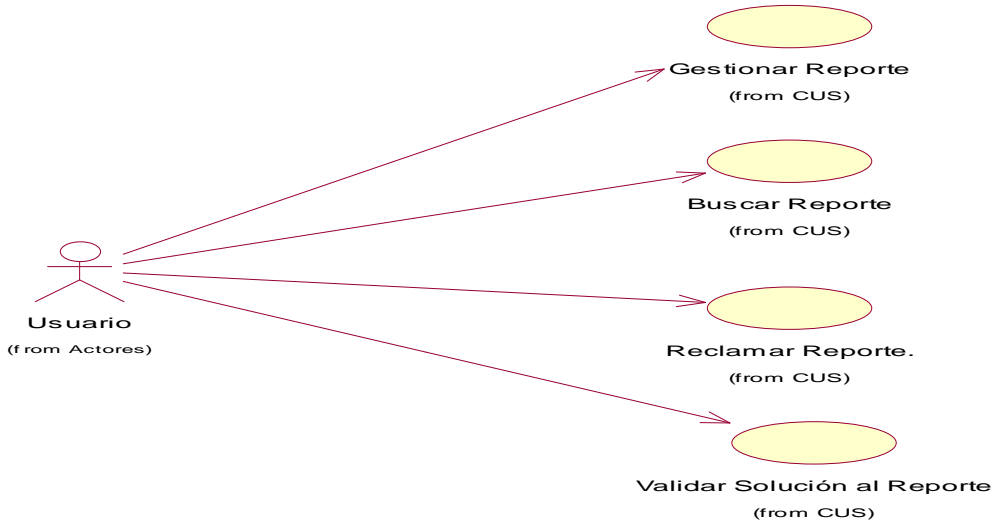 Gestionar Reporte
(from CUS)
Buscar Reporte
(from CUS)
Usuario
(from Actores)
Reclamar Reporte.
(from CUS)
Validar Solución al Reporte
(from CUS)